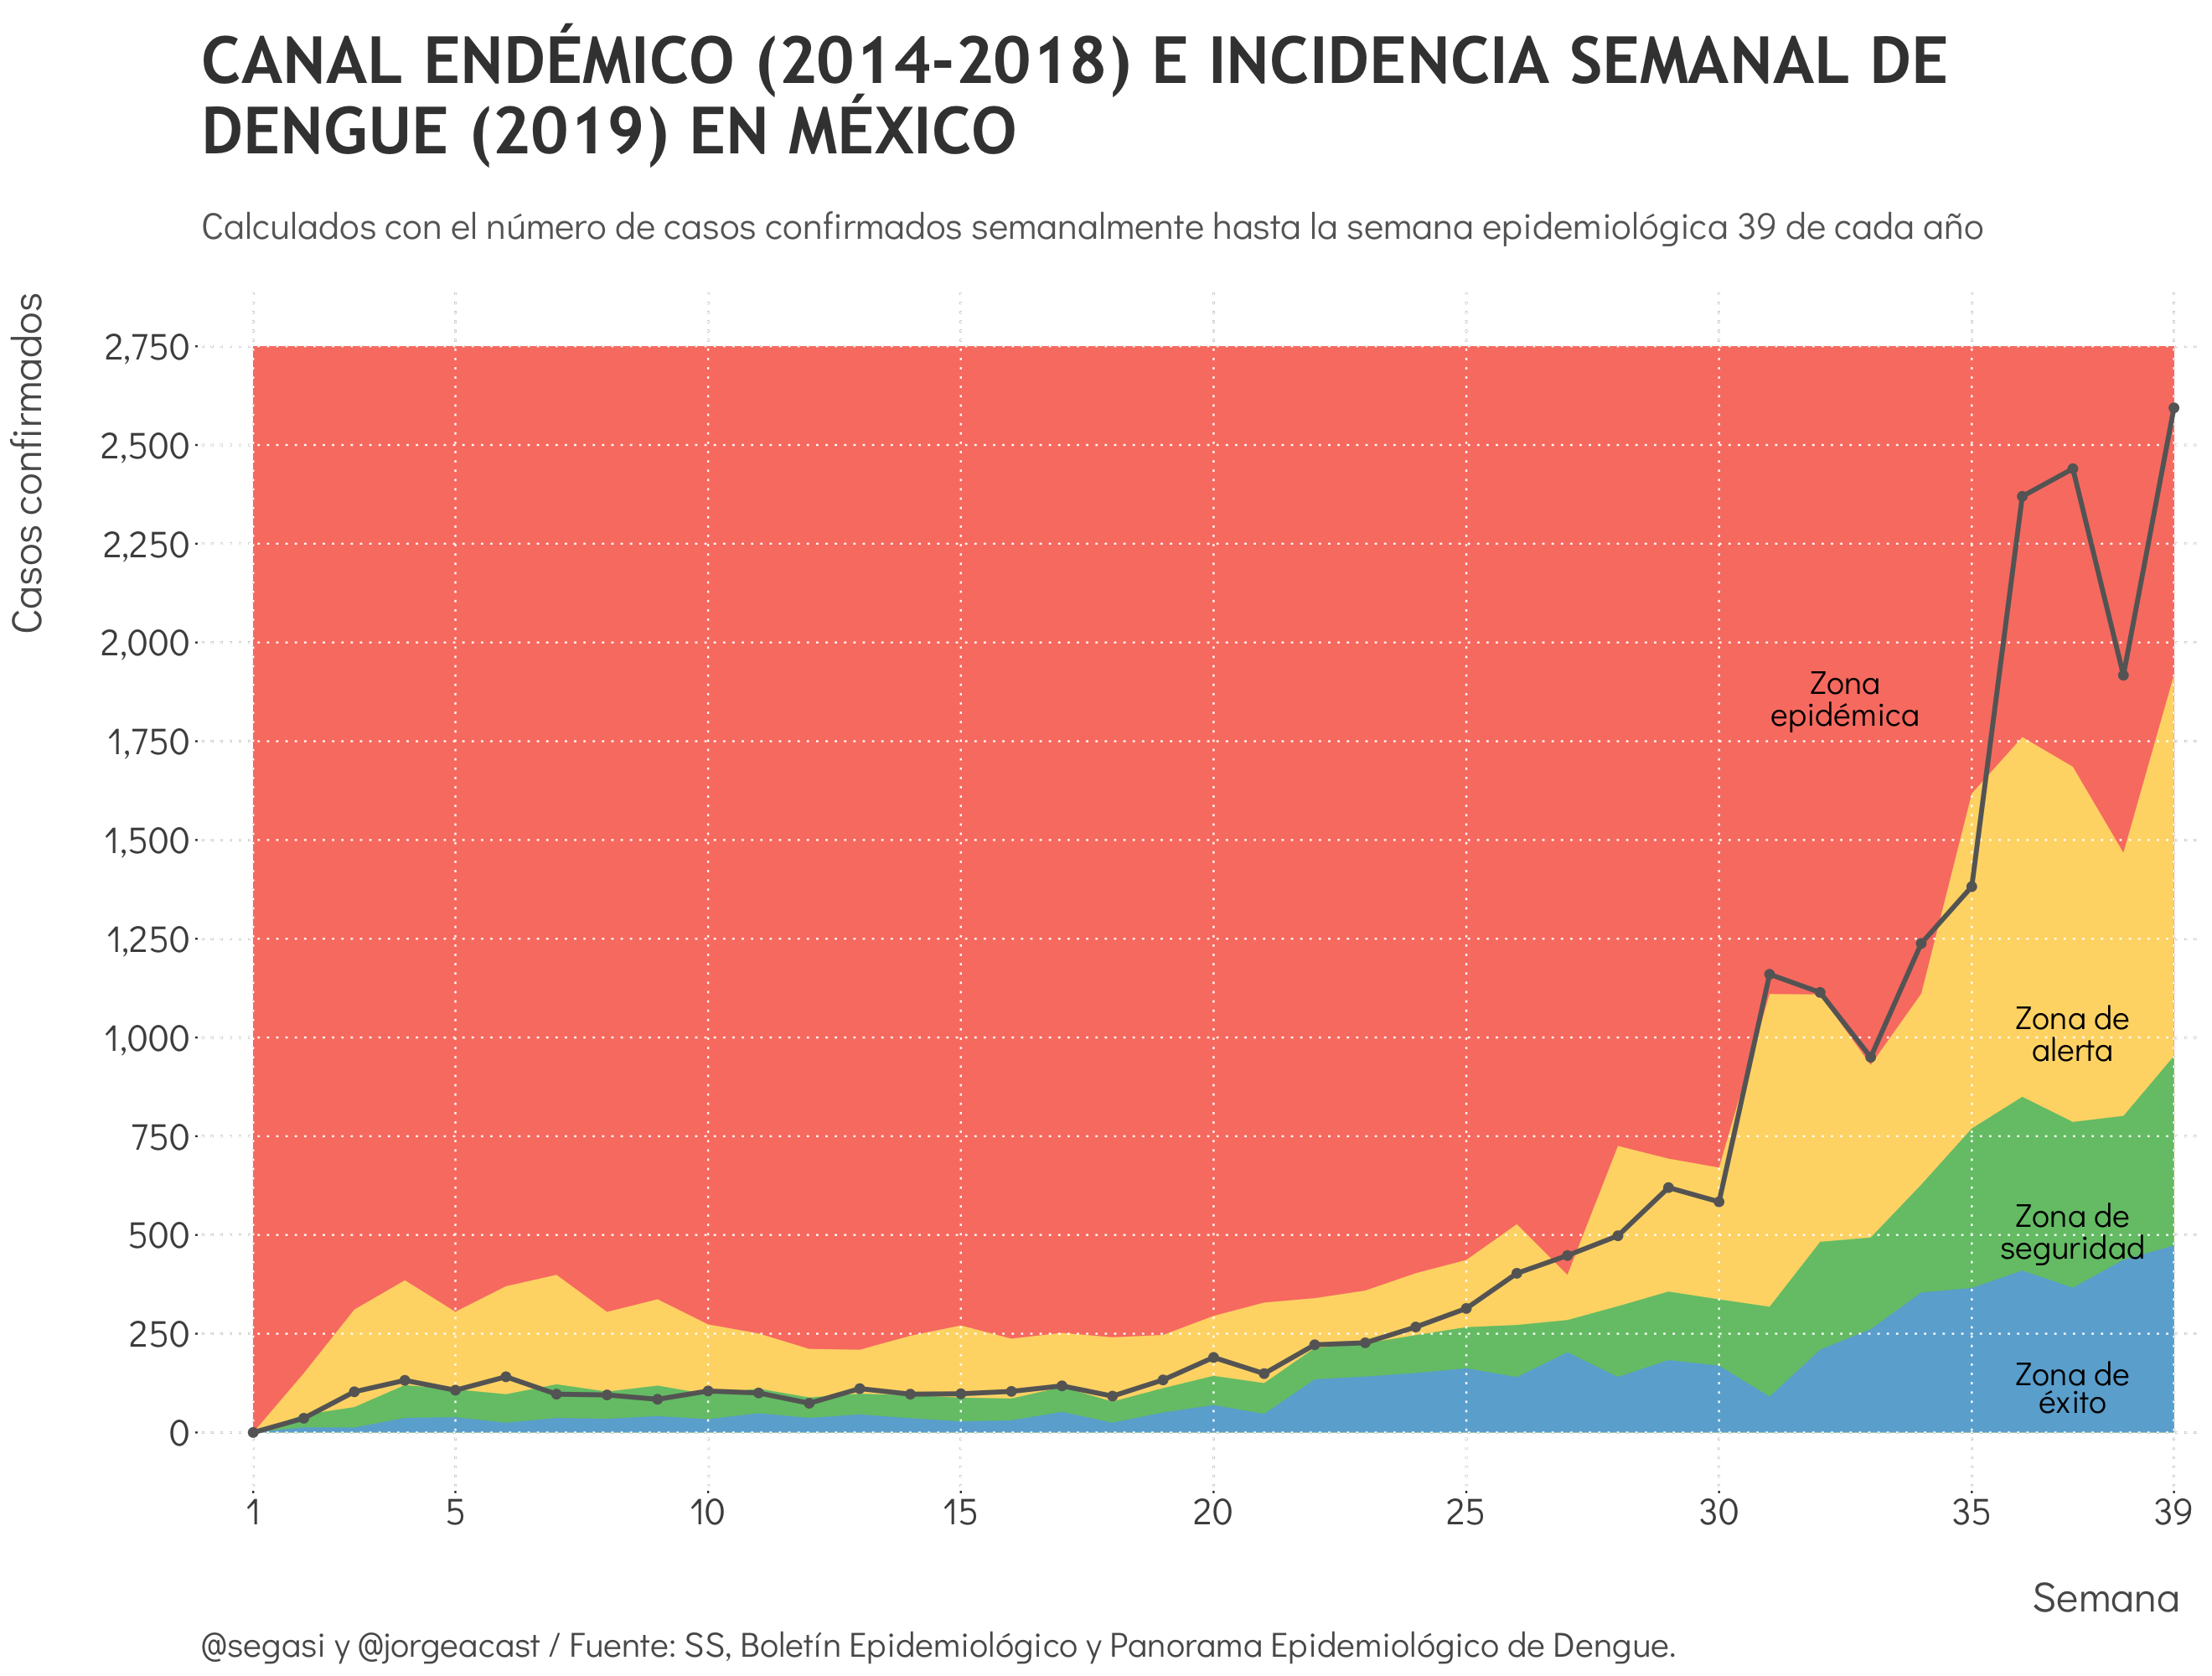 CANAL ENDÉMICO (2014-2018) E INCIDENCIA SEMANAL DE
DENGUE (2019) EN MÉXICO
Calculados con el número de casos confirmados semanalmente hasta la semana epidemiológica 39 de cada año
Casos confirmados
2,750
2,500
2,250
2,000
1,750
1,500
1,250
1,000
750
500
250
0
Zona
epidémica
Zona de
alerta
Zona de
seguridad
Zona de
éxito
1 5 10 15 20 25 30 35 39
Semana
@segasi y @jorgeacast / Fuente: SS, Boletín Epidemiológico y Panorama Epidemiológico de Dengue.